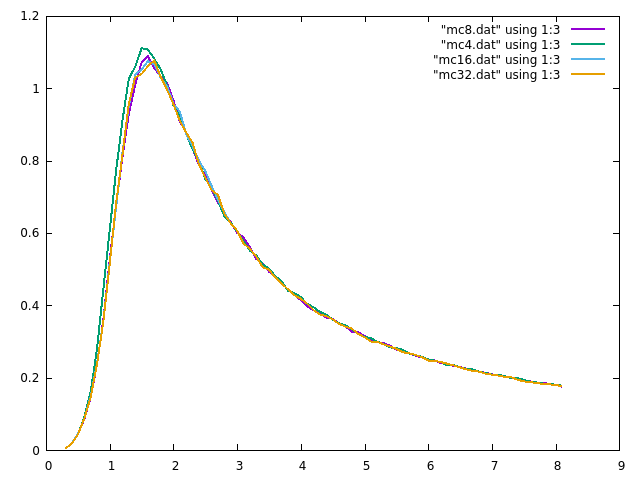 1.2
1
0.8
0.6
0.4
0.2
0
"mc8.dat" using 1:3
"mc4.dat" using 1:3
"mc16.dat" using 1:3
"mc32.dat" using 1:3
0 1 2 3 4 5 6 7 8 9